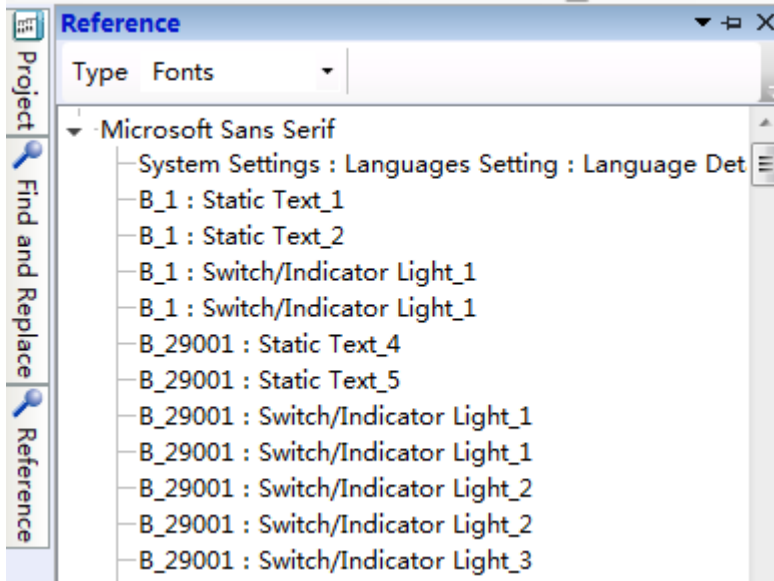 Reference
Type Fonts
Microsoft Sans Serif
System Settings : Languages Setting : Language Det
B_1 : Static Text_1
B_1 : Static Text_2
B_1 : Switch/Indicator Light_1
B_1 : Switch/Indicator Light_1
B_29001 : Static Text_4
B_29001 : Static Text_5
B_29001 : Switch/Indicator Light_1
B_29001 : Switch/Indicator Light_1
B_29001 : Switch/Indicator Light_2
B_29001 : Switch/Indicator Light_2
B_29001 : Switch/Indicator Light_3
Project
Find and Replace
Reference